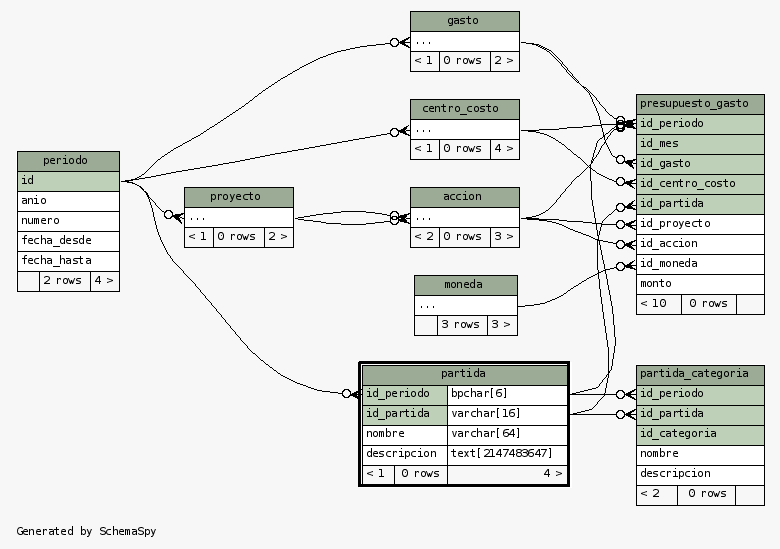 gasto
...
< 1 0 rows 2 >
centro_costo
...
< 1 0 rows 4 >
presupuesto_gasto
id_periodo
id_mes
id_gasto
id_centro_costo
id_partida
id_proyecto
id_accion
id_moneda
monto
< 10 0 rows
periodo
id
anio
numero
fecha_desde
fecha_hasta
2 rows 4 >
proyecto
...
< 1 0 rows 2 >
accion
...
< 2 0 rows 3 >
moneda
...
3 rows 3 >
partida
id_periodo bpchar[6]
id_partida varchar[16]
nombre varchar[64]
descripcion text[2147483647]
< 1 0 rows 4 >
partida_categoria
id_periodo
id_partida
id_categoria
nombre
descripcion
< 2 0 rows
Generated by SchemaSpy